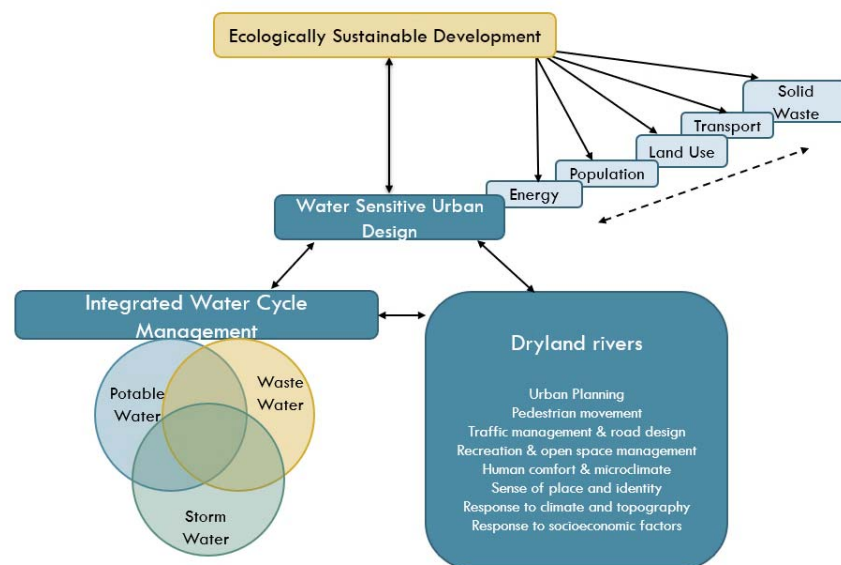 Ecologically Sustainable Development
Solid
Waste
Transport
Land Use
Population
Energy
Water Sensitive Urban
Design
Integrated Water Cycle
Management
Potable
Water
Waste
Water
Storm
Water
Dryland rivers
Urban Planning
Pedestrian movement
Traffic management & road design
Recreation & open space management
Human comfort & microclimate
Sense of place and identity
Response to climate and topography
Response to socioeconomic factors